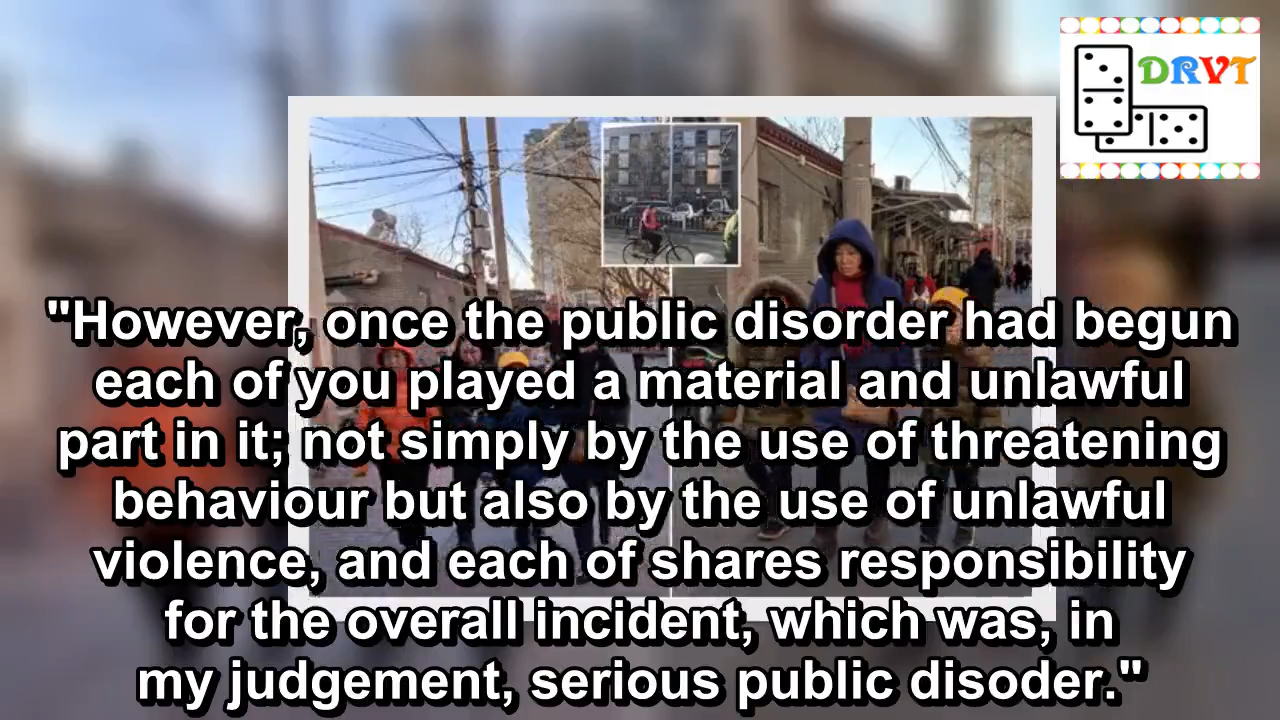 DRVT
"However, once the public disorder had begun
each of you played a material and unlawful
part in it; not simply by the use of threatening
behaviour but also by the use of unlawful
violence, and each of shares responsibility
for the overall incident, which was, in
my judgement, serious public disoder."